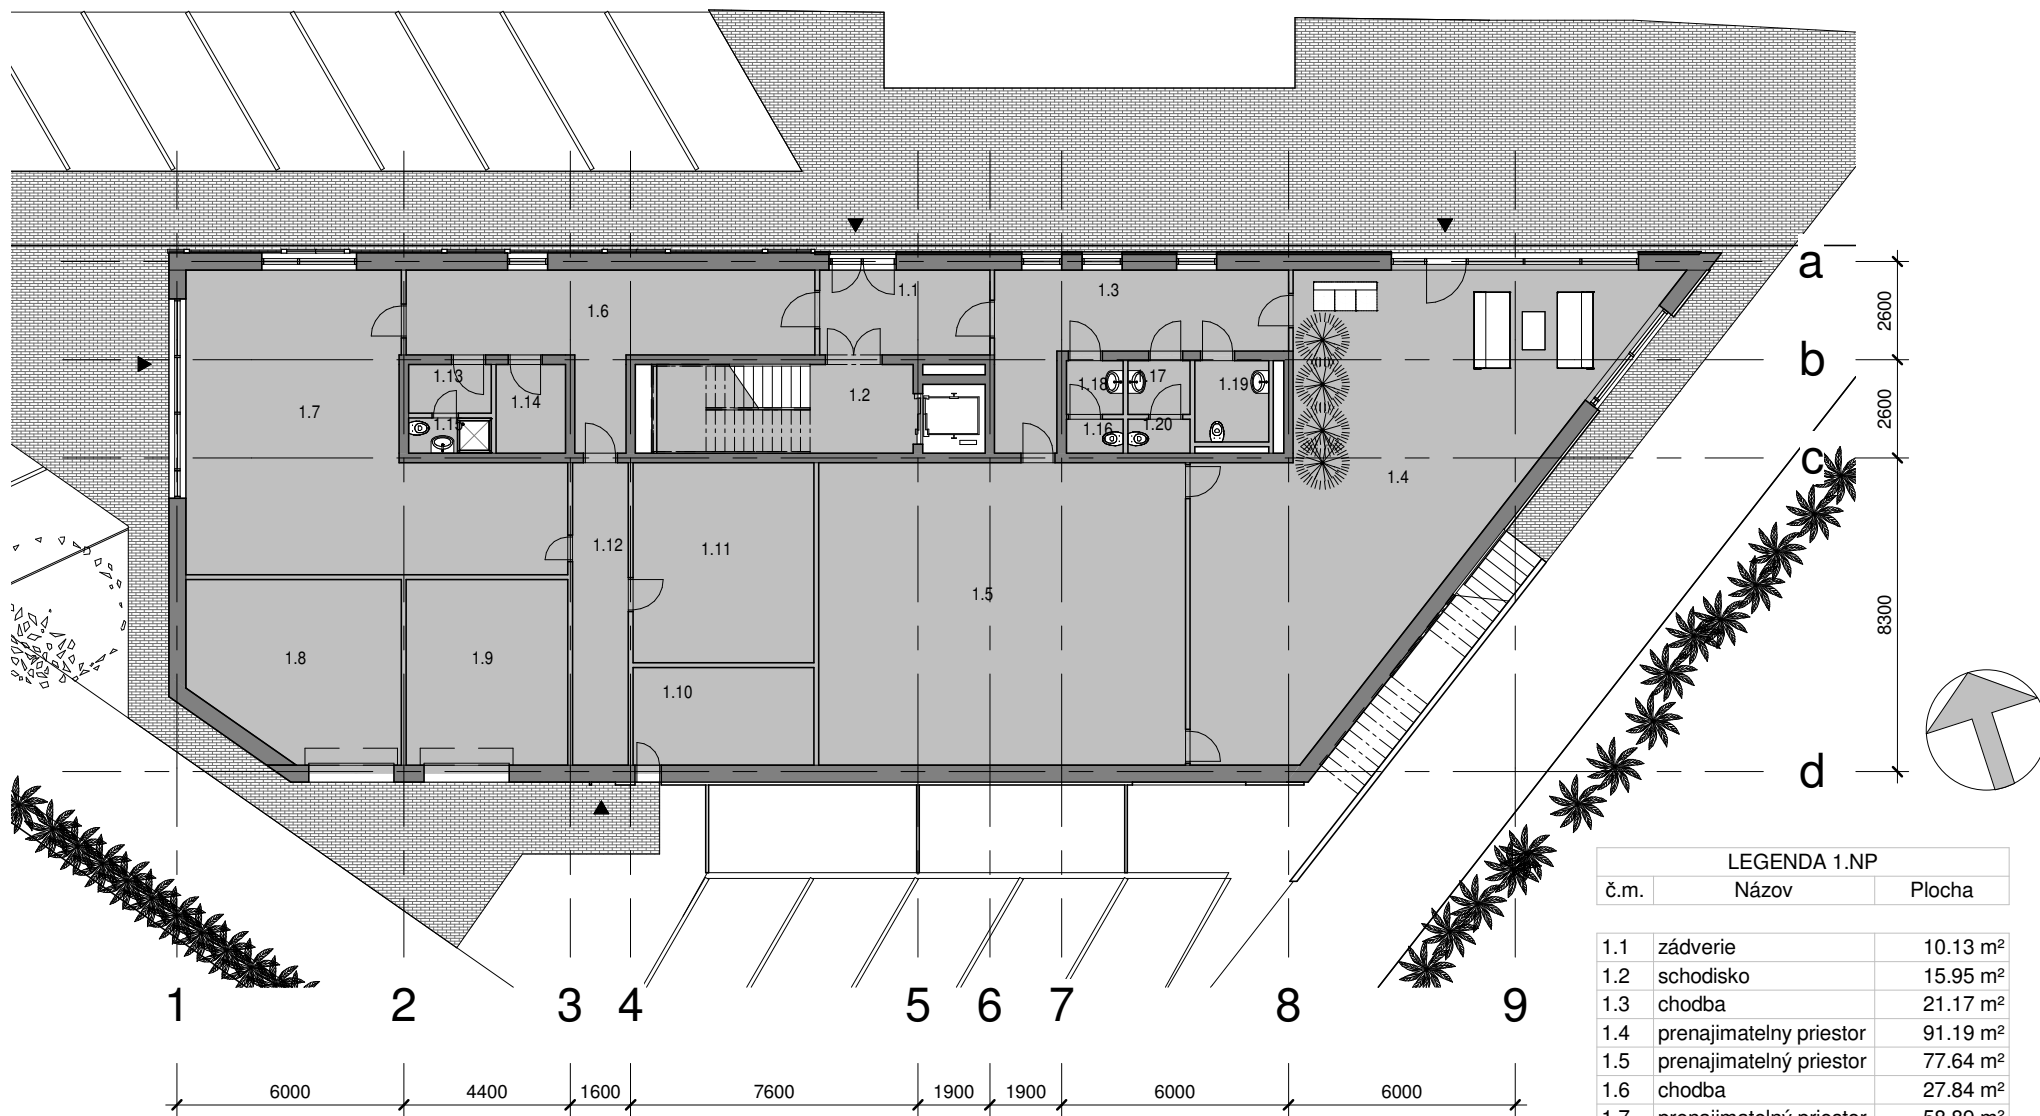 a
2600
1.1
1.3
1.6
b
1.13
1.18
1.17
1.19
1.14
1.2
1.7
2600
1.15
1.16
1.20
c
1.4
1.12
1.11
1.5
8300
1.8
1.9
1.10
d
LEGENDA 1.NP
č.m. Názov Plocha
1.1 zádverie 10.13 m²
1.2 schodisko 15.95 m²
1.3 chodba 21.17 m²
1.4 prenajimatelny priestor 91.19 m²
1.5 prenajimatelný priestor 77.64 m²
1.6 chodba 27.84 m²
1 2 3 4 5 6 7 8 9
6000 4400 1600 7600 1900 1900 6000 6000